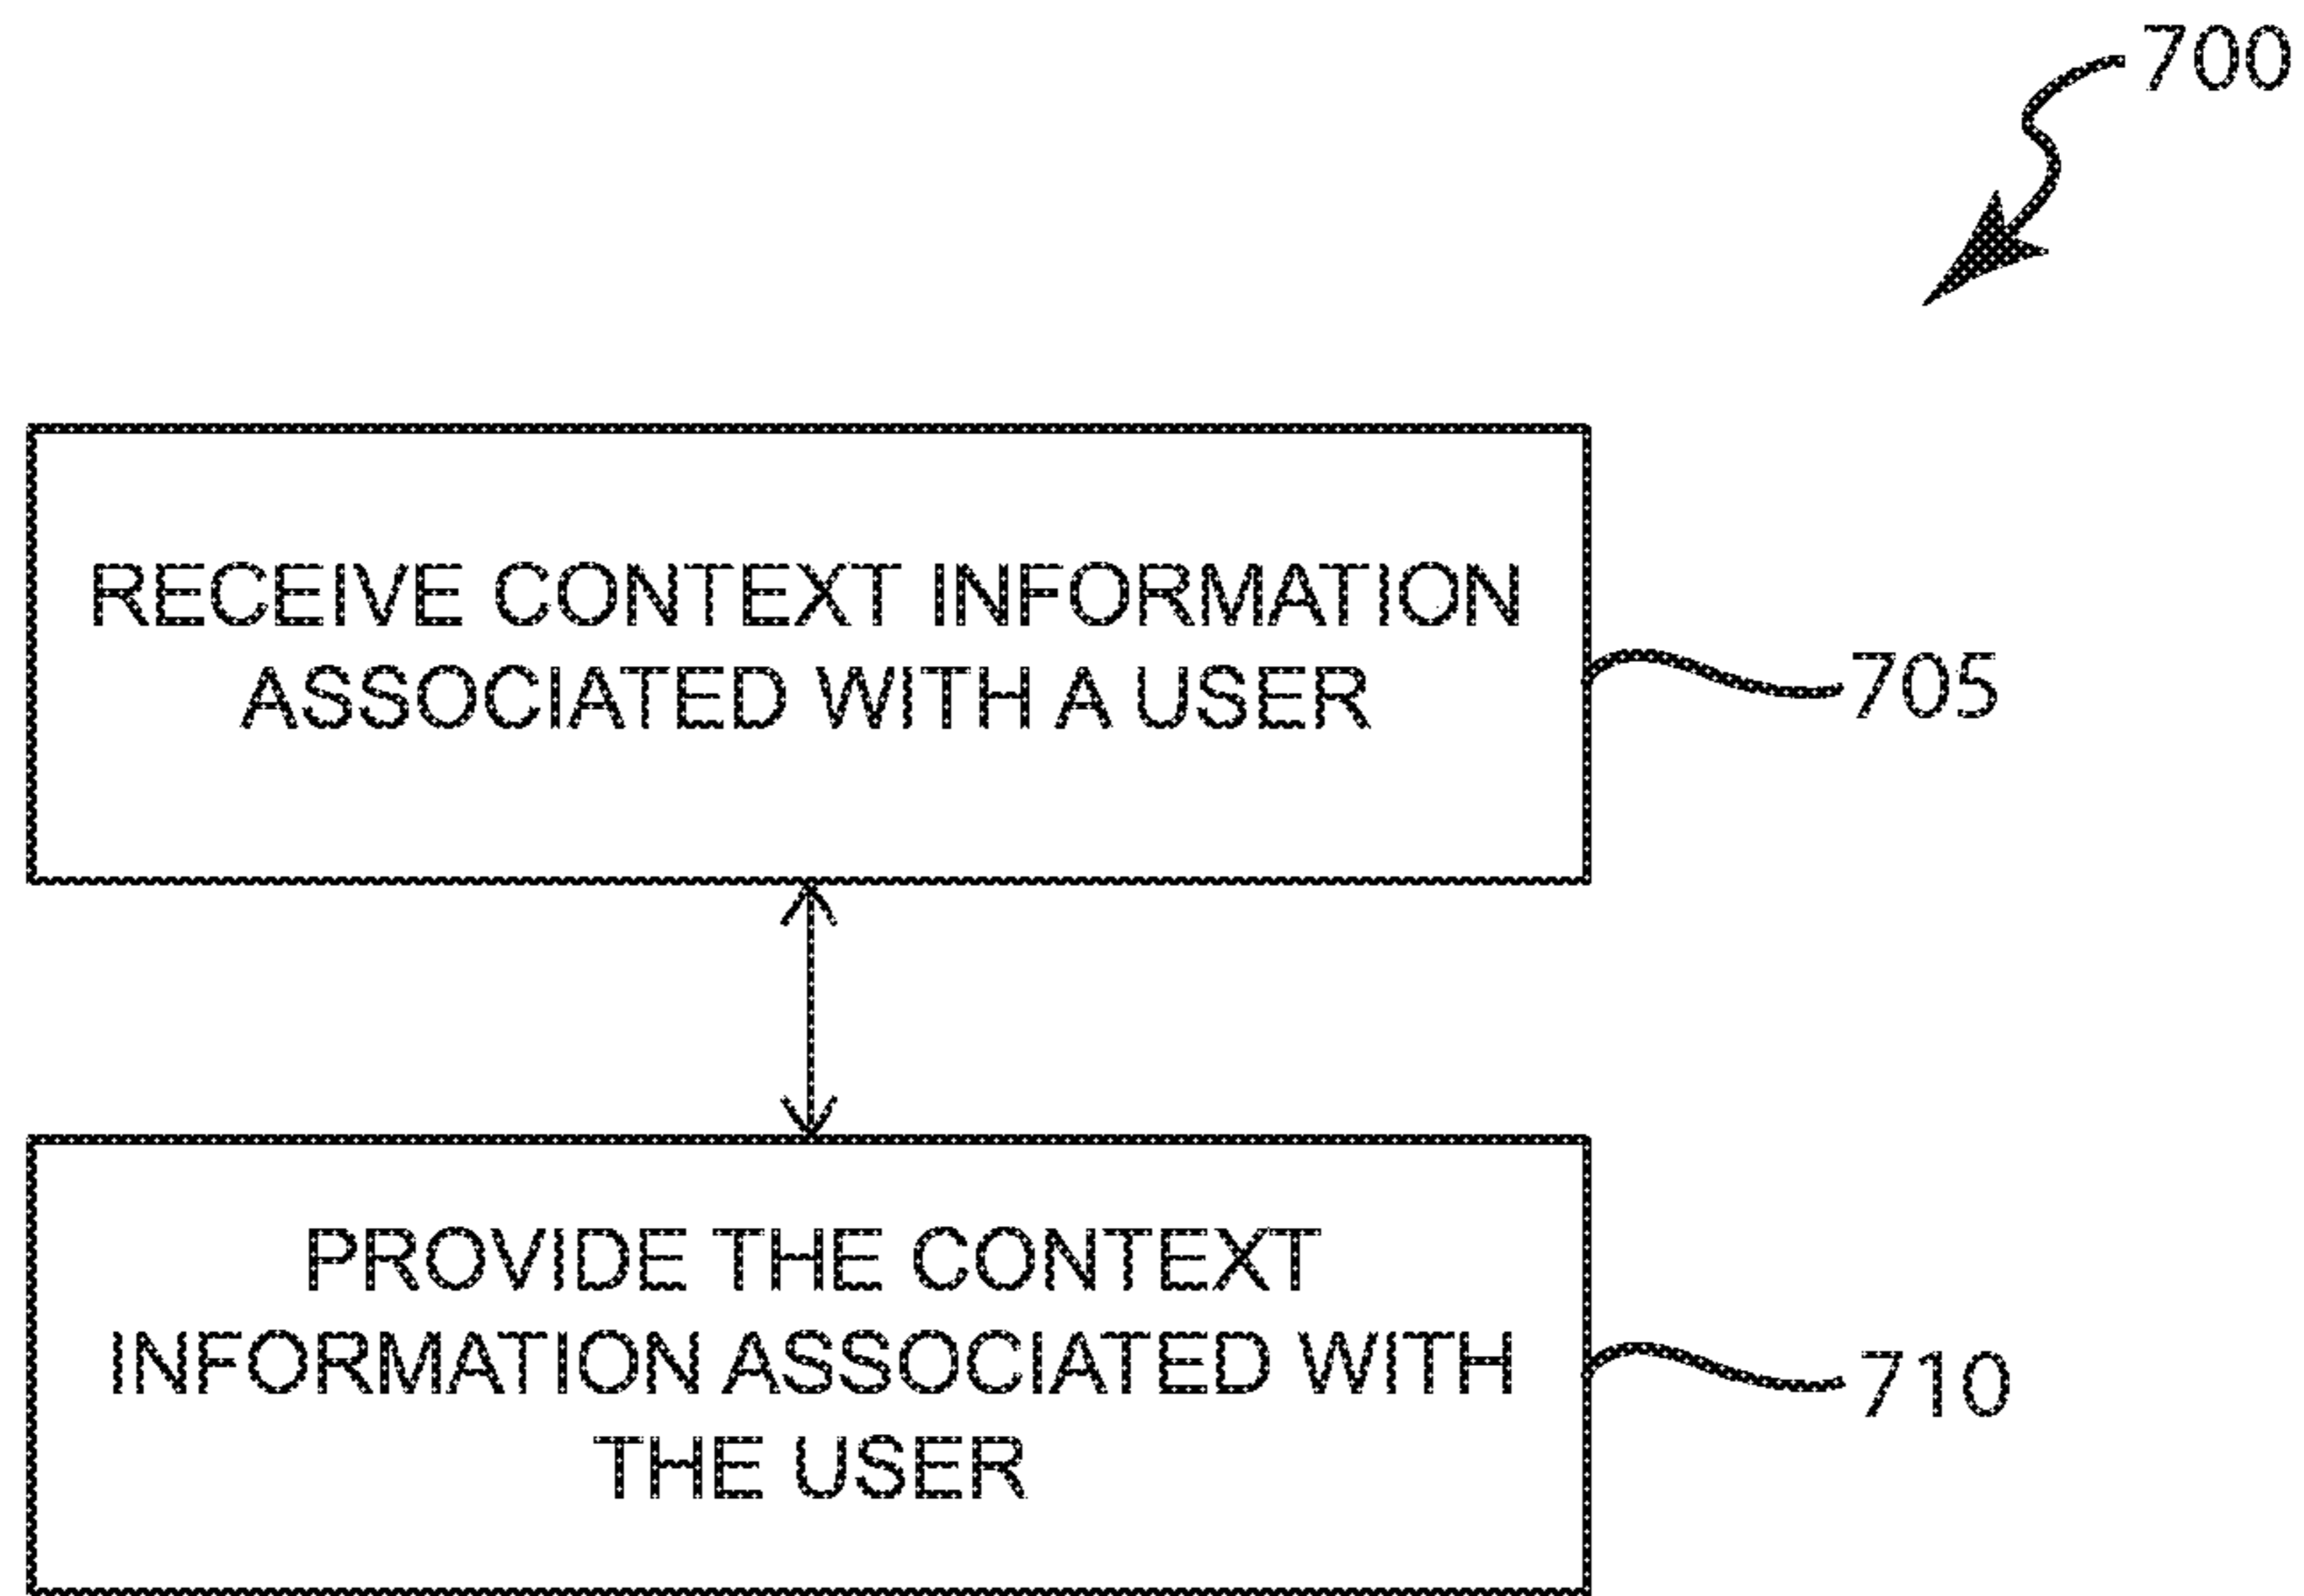 700
RECEIVE CONTEXT INFORMATION
ASSOCIATED WITH A USER
705
PROVIDE THE CONTEXT
INFORMATION ASSOCIATED WITH
THE USER
710